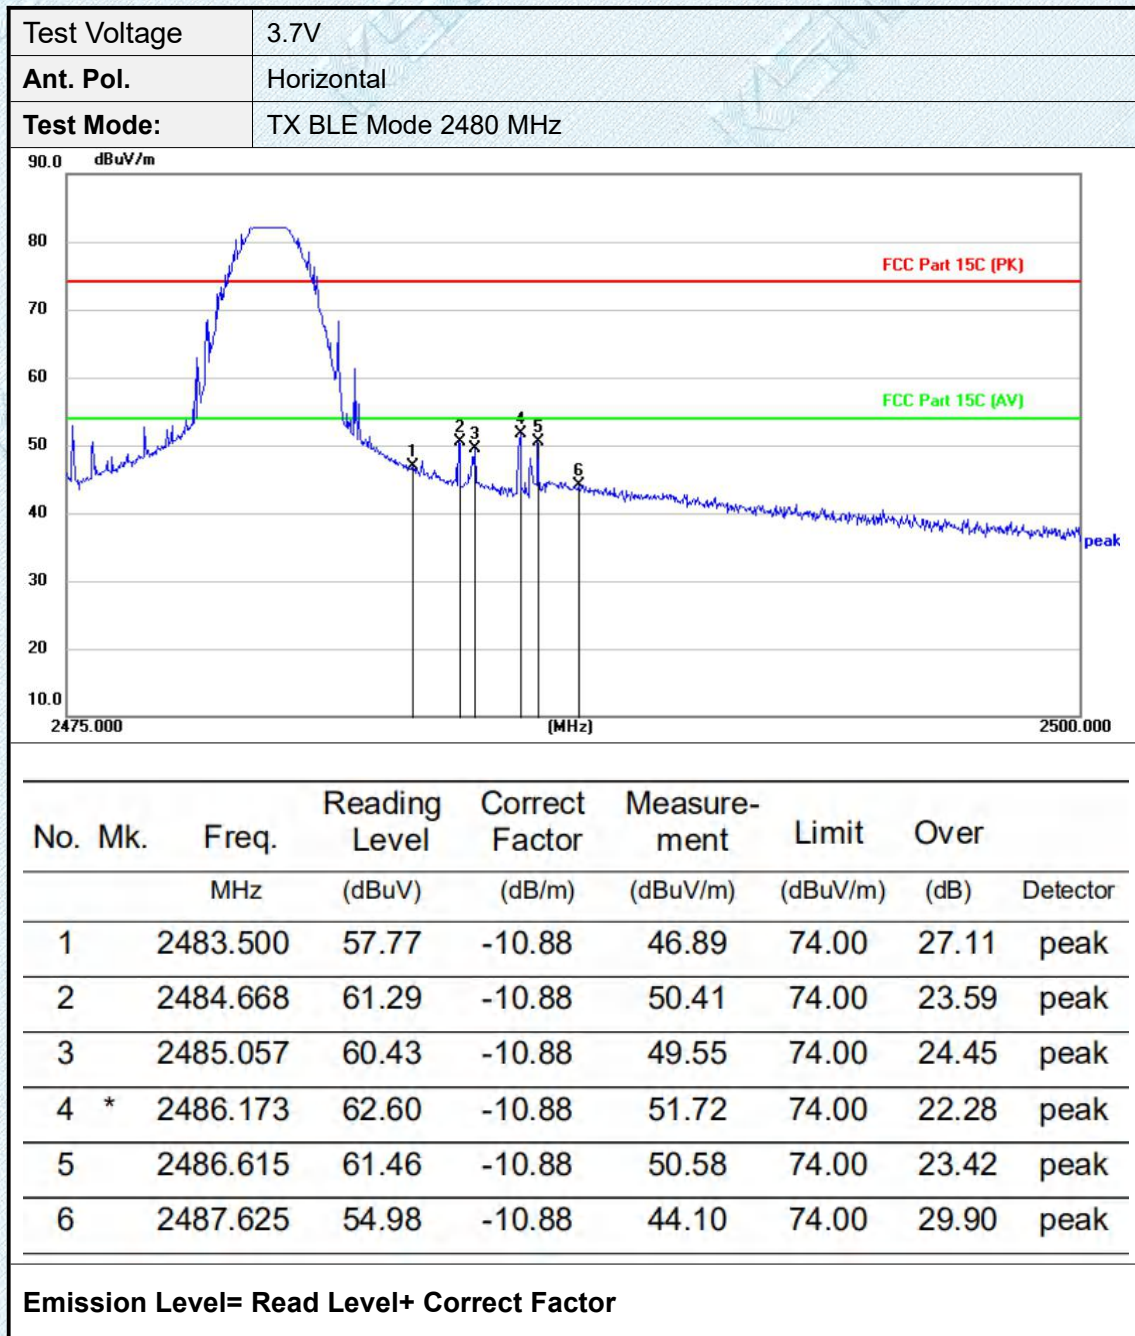 Test Voltage 3.7V
Ant. Pol. Horizontal
Test Mode: TX BLE Mode 2480 MHz
90.0 dBuV/m
80
FCC Part 15C (PK)
70
60
FCC Part 15C (AV)
50
1 2 3 4 5 6
40
peak
30
20
10.0
2475.000 (MHz) 2500.000
No. Mk. Freq. Reading Level Correct Factor Measure-ment Limit Over
MHz (dBuV) (dB/m) (dBuV/m) (dBuV/m) (dB) Detector
1 2483.500 57.77 -10.88 46.89 74.00 27.11 peak
2 2484.668 61.29 -10.88 50.41 74.00 23.59 peak
3 2485.057 60.43 -10.88 49.55 74.00 24.45 peak
4 * 2486.173 62.60 -10.88 51.72 74.00 22.28 peak
5 2486.615 61.46 -10.88 50.58 74.00 23.42 peak
6 2487.625 54.98 -10.88 44.10 74.00 29.90 peak
Emission Level= Read Level+ Correct Factor